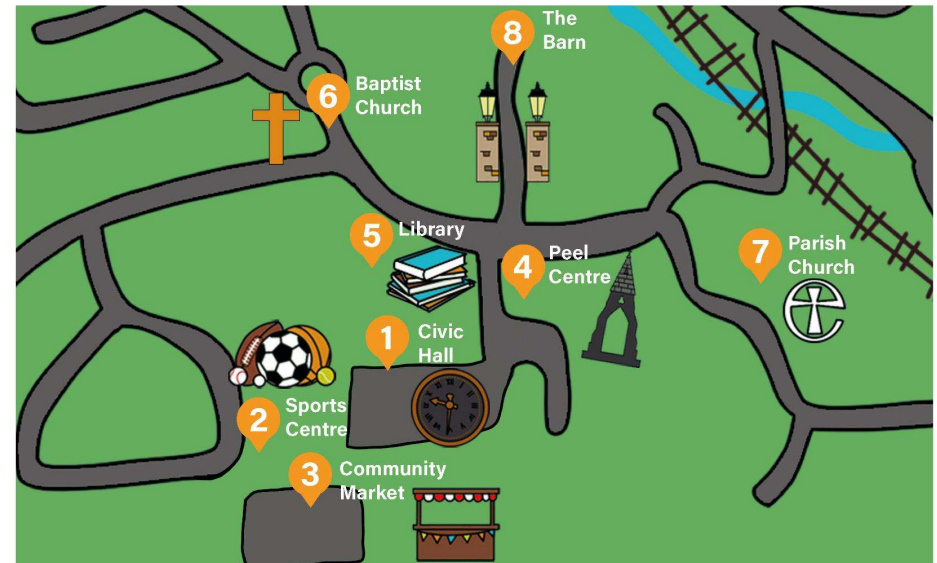 8
The
Barn
6
Baptist
Church
5
Library
4
Peel
Centre
7
Parish
Church
1
Civic
Hall
2
Sports
Centre
3
Community
Market